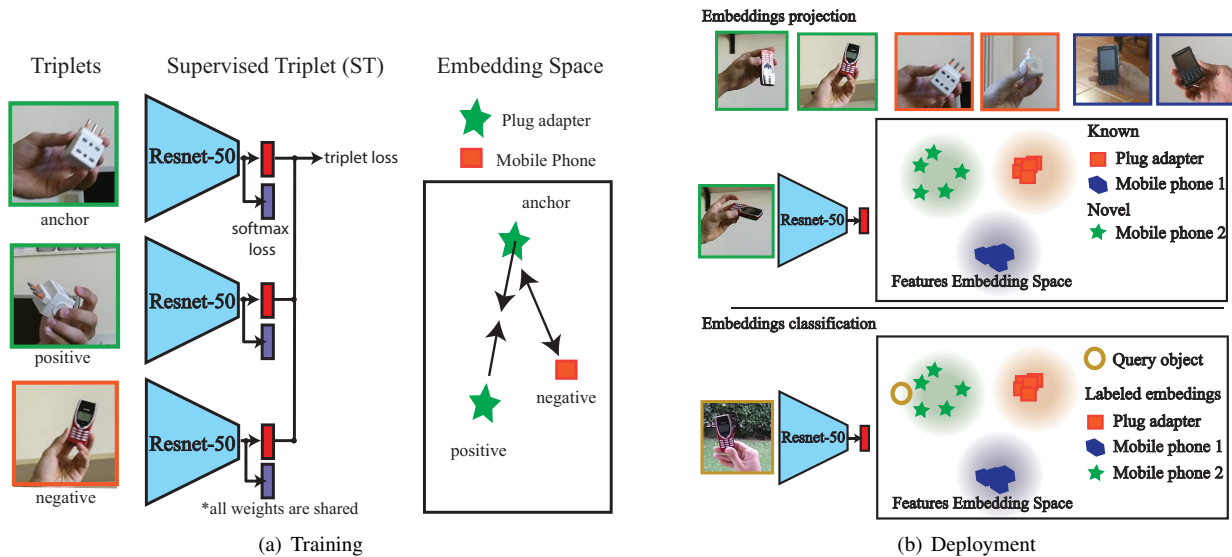 Triplets
Supervised Triplet (ST)
Embedding Space
anchor
positive
negative
Resnet-50
triplet loss
softmax
loss
Resnet-50
Resnet-50
*all weights are shared
Plug adapter
Mobile Phone
anchor
negative
positive
(a) Training
Embeddings projection
Resnet-50
Known
Plug adapter
Mobile phone 1
Novel
Mobile phone 2
Features Embedding Space
Embeddings classification
Resnet-50
Query object
Labeled embedings
Plug adapter
Mobile phone 1
Mobile phone 2
Features Embedding Space
(b) Deployment